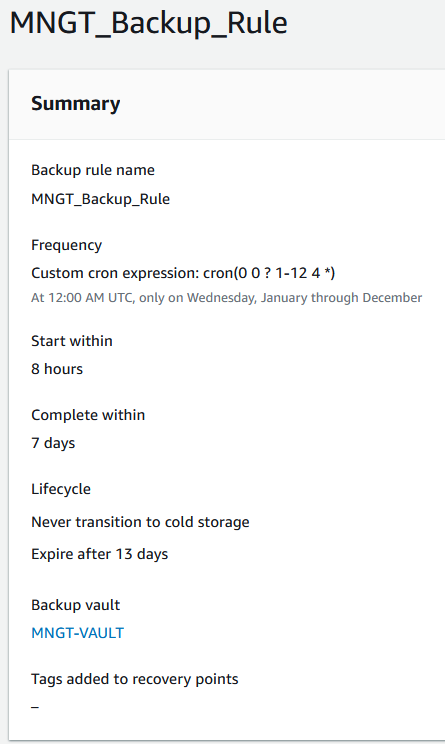 MNGT_Backup_Rule
Summary
Backup rule name
MNGT_Backup_Rule
Frequency
Custom cron expression: cron(0 0 ? 1-12 4 *)
At 12:00 AM UTC, only on Wednesday, January through December
Start within
8 hours
Complete within
7 days
Lifecycle
Never transition to cold storage
Expire after 13 days
Backup vault
MNGT-VAULT
Tags added to recovery points
–